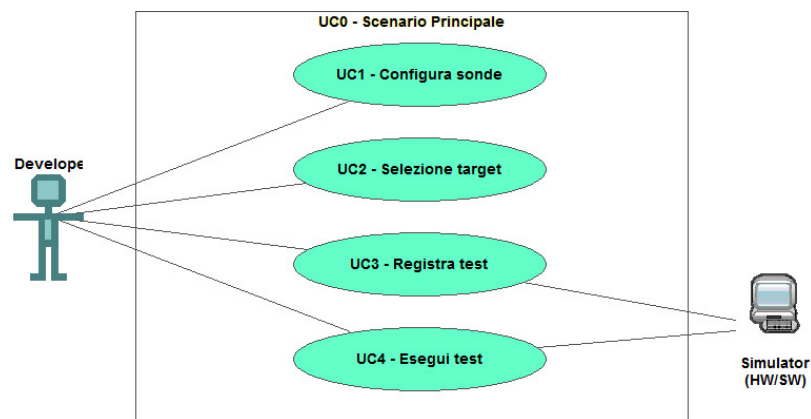 UC0 - Scenario Principale
UC1 - Configura sonde
Develope
UC2 - Selezione target
UC3 - Registra test
UC4 - Esegui test
Simulator
(HW/SW)